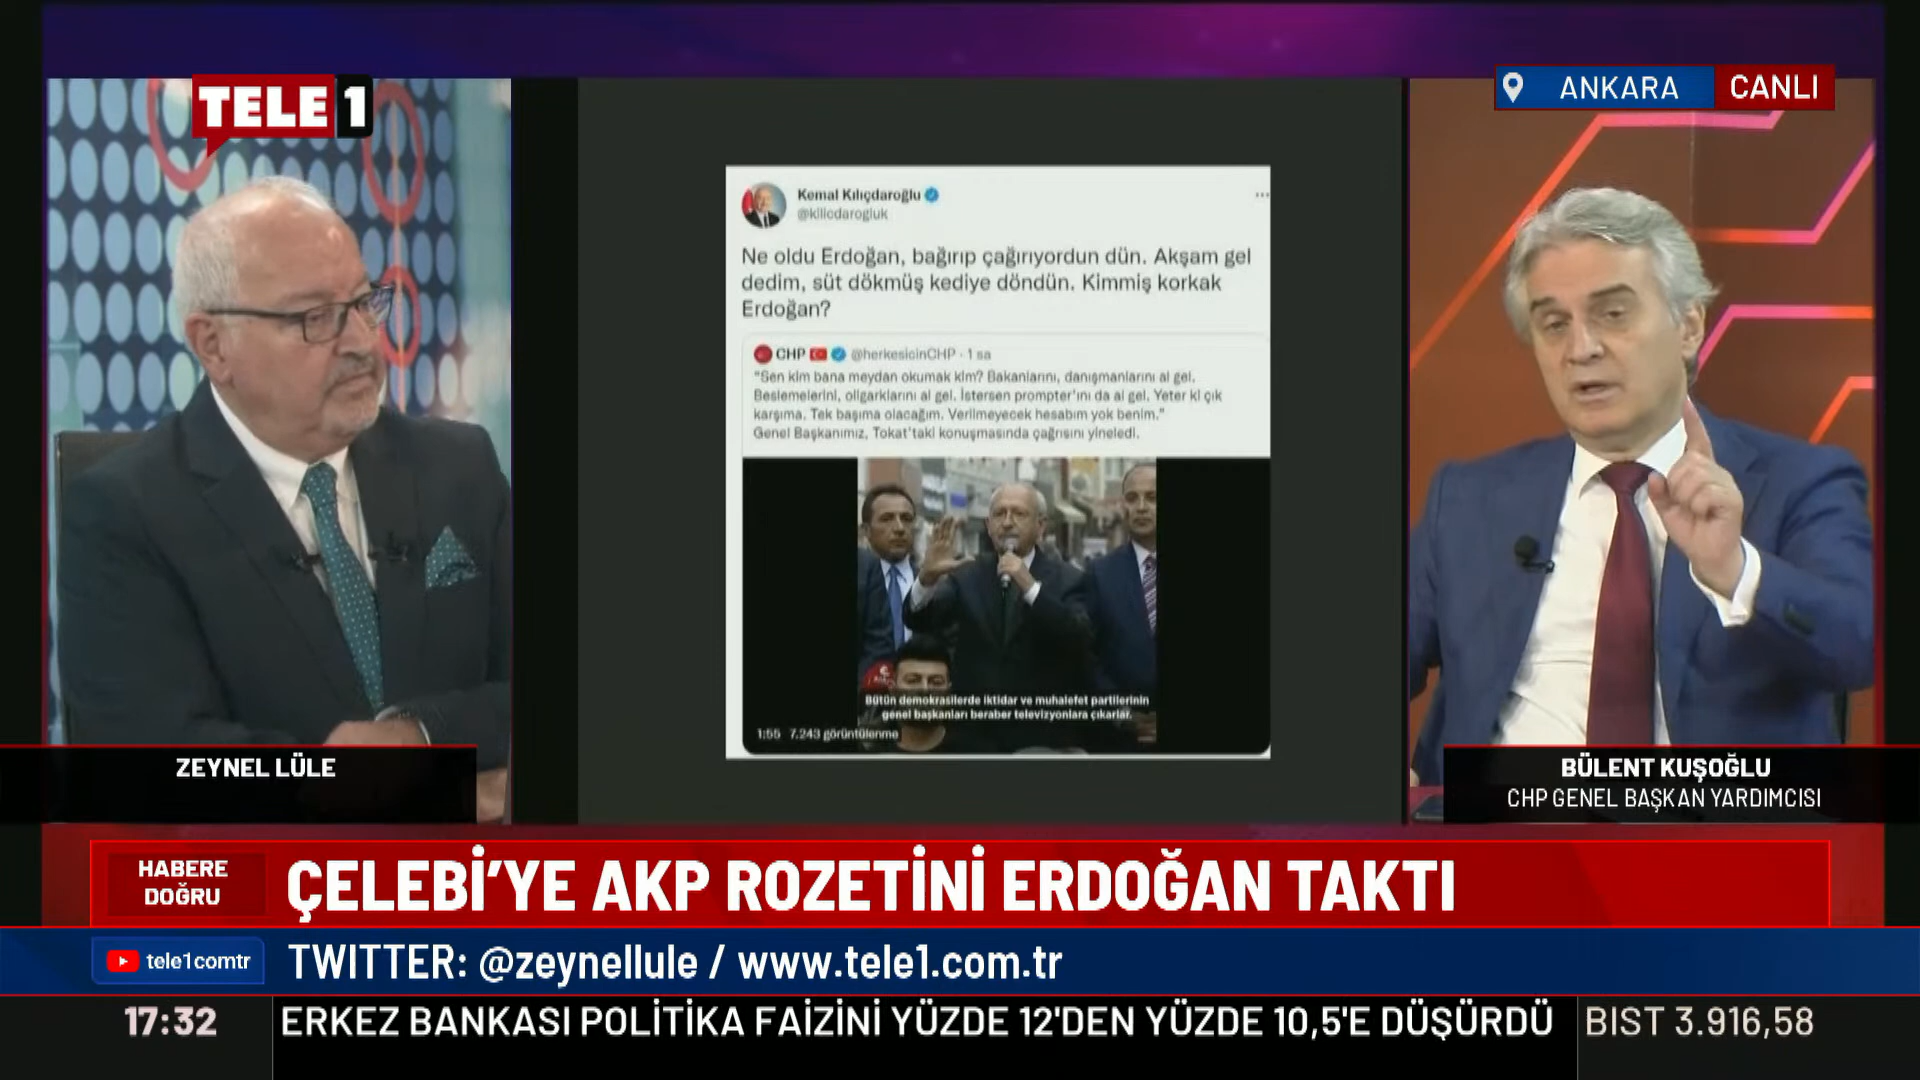 TELE 1
ANKARA
CANLI
Kemal Kılıçdaroğlu
@kilicdarogluk
Ne oldu Erdoğan, bağırıp çağırıyordun dün. Akşam gel
dedim, süt dökmüş kediye döndün. Kimmiş korkak
Erdoğan?
CHP @herkesicinCHP · 1 sa
"Sen kim bana meydan okumak kim? Bakanlarını, danışmanlarını al gel.
Beslemelerini, oligarklarını al gel. İstersen prompter'ını da al gel. Yeter ki çık
karşıma. Tek başıma olacağım. Verilmeyecek hesabım yok benim."
Genel Başkanımız, Tokat'taki konuşmasında çağrısını yineledi.
Bütün demokrasilerde iktidar ve muhalefet partilerinin
genel başkanları beraber televizyonlara çıkarlar.
1:55 7.243 görüntülenme
ZEYNEL LÜLE
BÜLENT KUŞOĞLU
CHP GENEL BAŞKAN YARDIMCISI
HABERE
DOĞRU
ÇELEBİ'YE AKP ROZETİNİ ERDOĞAN TAKTI
tele1comtr
TWITTER: @zeynellule / www.tele1.com.tr
17:32
ERKEZ BANKASI POLİTİKA FAİZİNİ YÜZDE 12'DEN YÜZDE 10,5'E DÜŞÜRDÜ
BIST 3.916,58